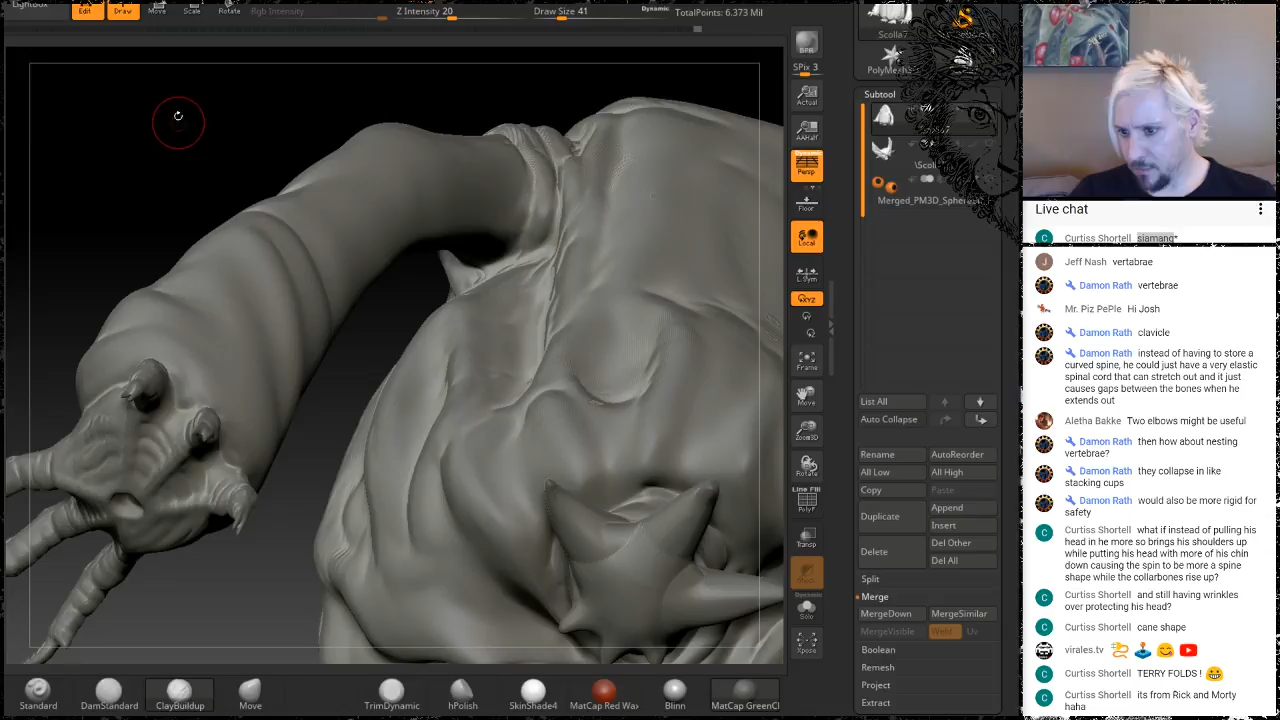 LightBox
Edit Draw Move Scale Rotate Rgb Intensity Z Intensity 20 Draw Size 41 Dynamic TotalPoints: 6.373 Mil
BPR
SPix 3
Actual
AAHalf
Dynamic
Persp
Floor
Local
L.Sym
XYZ
Frame
Move
Zoom3D
Rotate
Line Fill
PolyF
Transp
Dynamic
Solo
Xpose
Scolla7
PolyMesh
Subtool
Merged_PM3D_Sphere
List All
Auto Collapse
Rename AutoReorder
All Low All High
Copy Paste
Duplicate Append
Insert
Delete Del Other
Del All
Split
Merge
MergeDown MergeSimilar
MergeVisible Weld Uv
Boolean
Remesh
Project
Extract
Standard DamStandard ClayBuildup Move TrimDynamic hPolish SkinShade4 MatCap Red Wax Blinn MatCap GreenCl
Live chat
Curtiss Shortell siamang*
Jeff Nash vertabrae
Damon Rath vertebrae
Mr. Piz PePle Hi Josh
Damon Rath clavicle
Damon Rath instead of having to store a
curved spine, he could just have a very elastic
spinal cord that can stretch out and it just
causes gaps between the bones when he
extends out
Aletha Bakke Two elbows might be useful
Damon Rath then how about nesting
vertebrae?
Damon Rath they collapse in like
stacking cups
Damon Rath would also be more rigid for
safety
Curtiss Shortell what if instead of pulling his
head in he more so brings his shoulders up
while putting his head with more of his chin
down causing the spin to be more a spine
shape while the collarbones rise up?
Curtiss Shortell and still having wrinkles
over protecting his head?
Curtiss Shortell cane shape
virales.tv
Curtiss Shortell TERRY FOLDS !
Curtiss Shortell its from Rick and Morty
haha